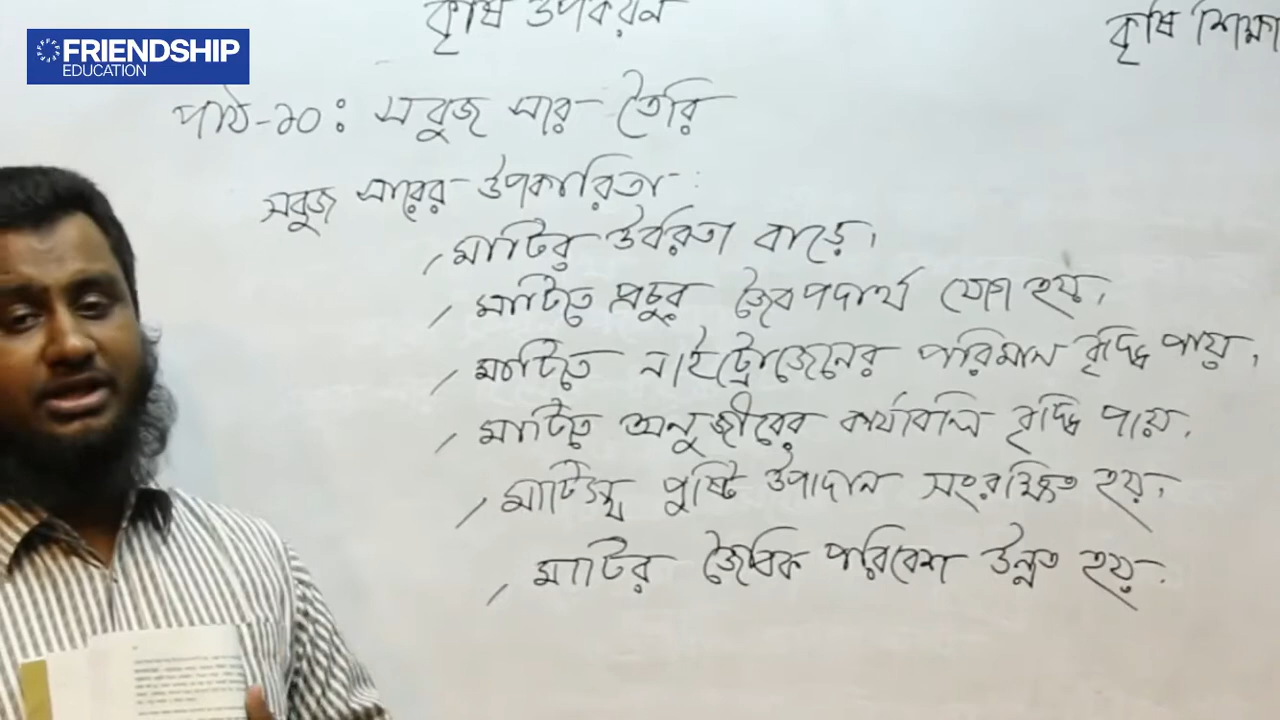 FRIENDSHIP
EDUCATION
কৃষি উপকরন
কৃষি শিক্ষা
পাঠ-১০: সবুজ সার তৈরি
সবুজ সারের উপকারিতা:
মাটির উর্বরতা বাড়ে।
মাটিতে প্রচুর জৈবপদার্থ যোগ হয়।
মাটিতে নাইট্রোজেনের পরিমান বৃদ্ধি পায়।
মাটিতে অনুজীবের কার্যাবলি বৃদ্ধি পায়।
মাটিস্থ পুষ্টি উপাদান সংরক্ষিত হয়।
মাটির জৈবিক পরিবেশ উন্নত হয়।